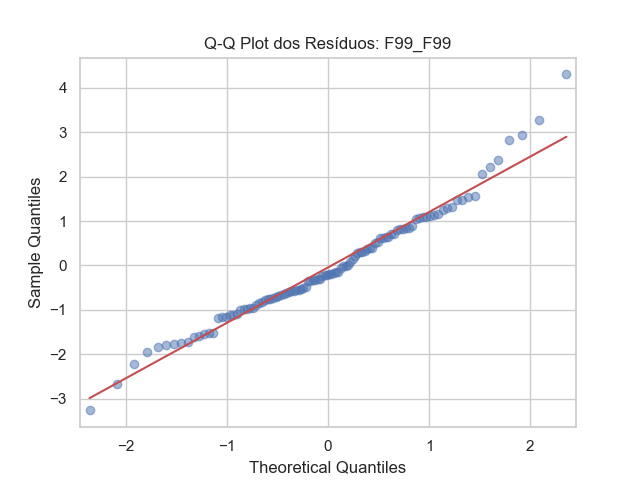 Q-Q Plot dos Resíduos: F99_F99
4
3
2
1
0
−1
−2
−3
Sample Quantiles
−2 −1 0 1 2
Theoretical Quantiles